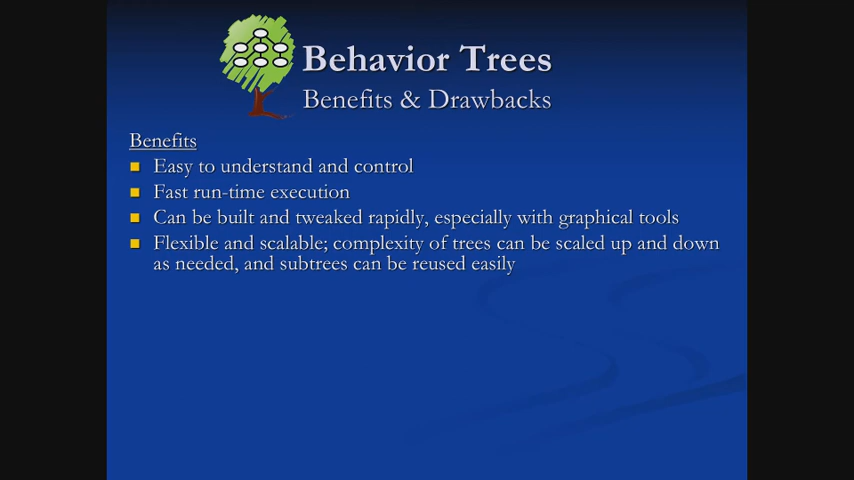 Behavior Trees
Benefits & Drawbacks
Benefits
Easy to understand and control
Fast run-time execution
Can be built and tweaked rapidly, especially with graphical tools
Flexible and scalable; complexity of trees can be scaled up and down
as needed, and subtrees can be reused easily